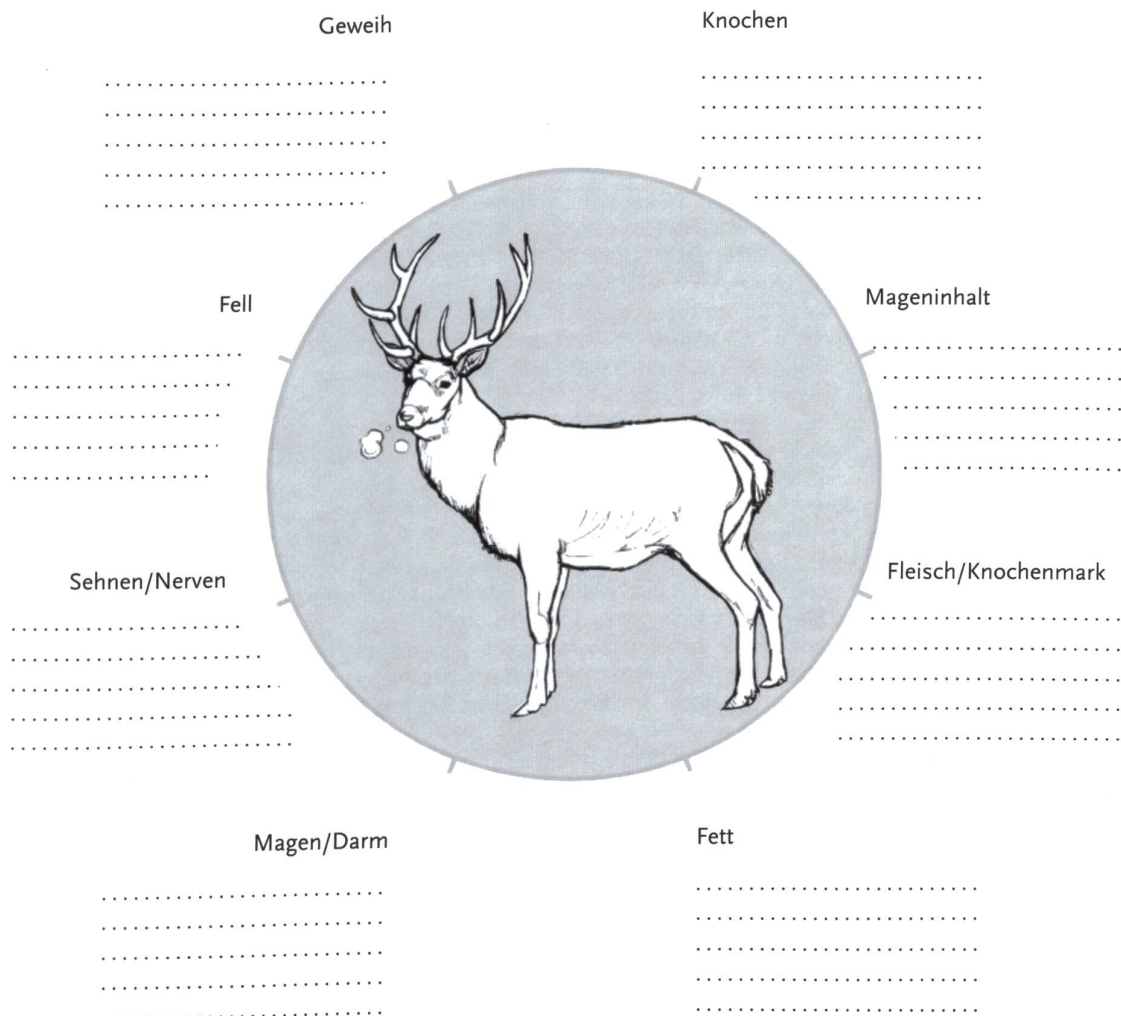 Geweih
Knochen
Fell
Mageninhalt
Sehnen/Nerven
Fleisch/Knochenmark
Magen/Darm
Fett